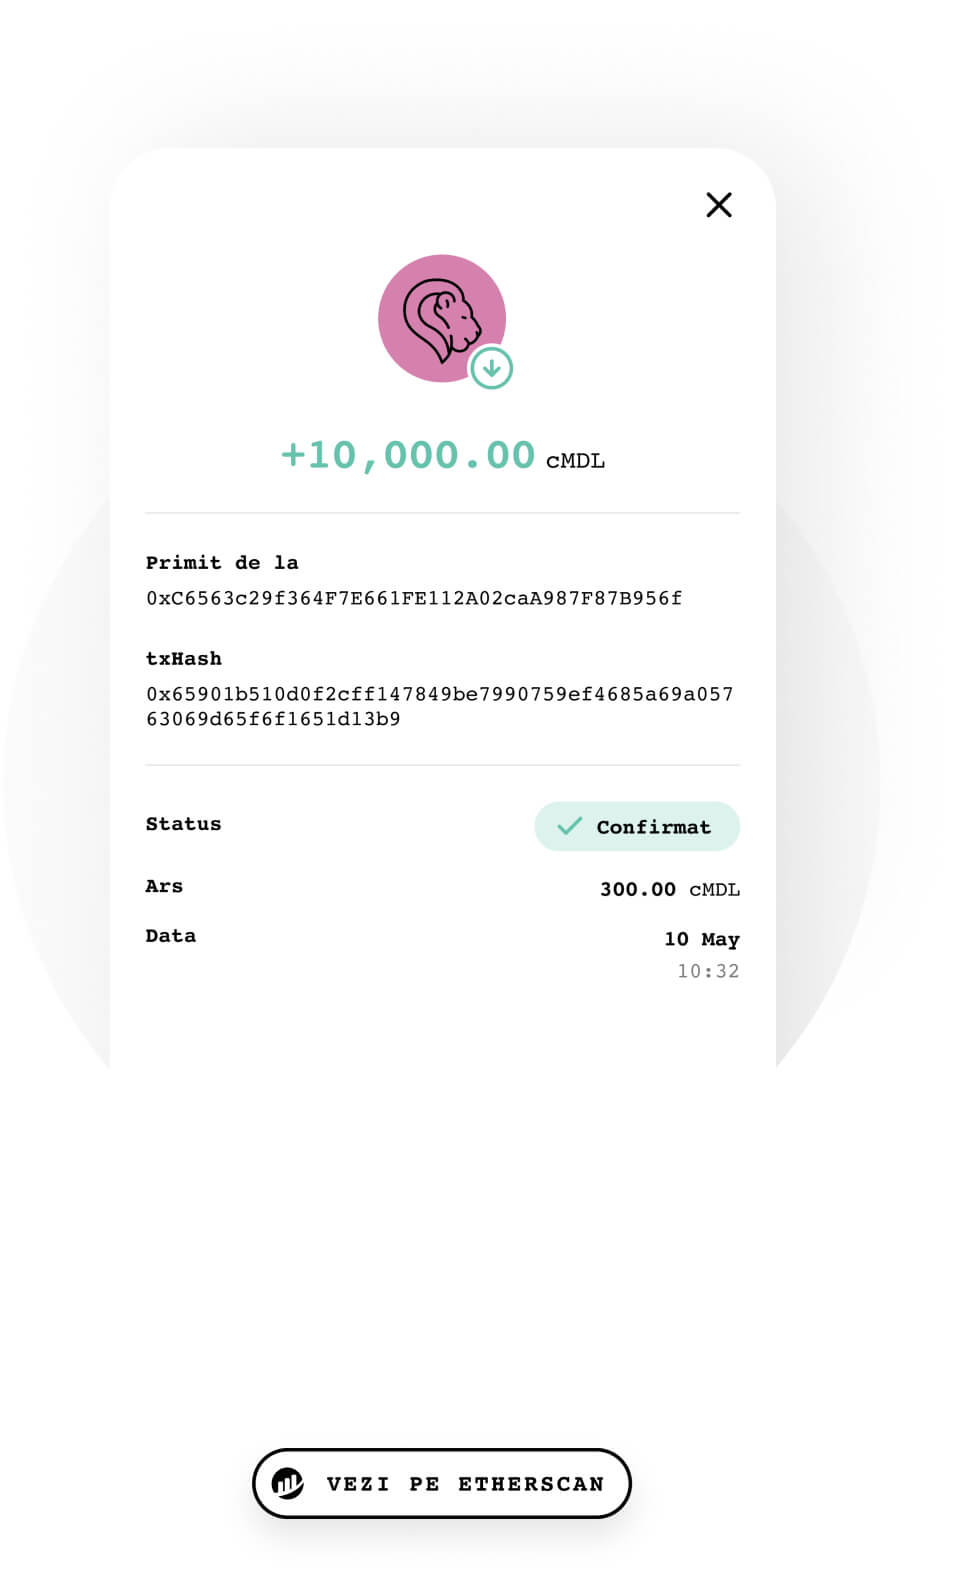 +10,000.00 cMDL
Primit de la
0xC6563c29f364F7E661FE112A02caA987F87B956f
txHash
0x65901b510d0f2cff147849be7990759ef4685a69a057
63069d65f6f1651d13b9
Status
Confirmat
Ars
300.00 cMDL
Data
10 May
10:32
VEZI PE ETHERSCAN